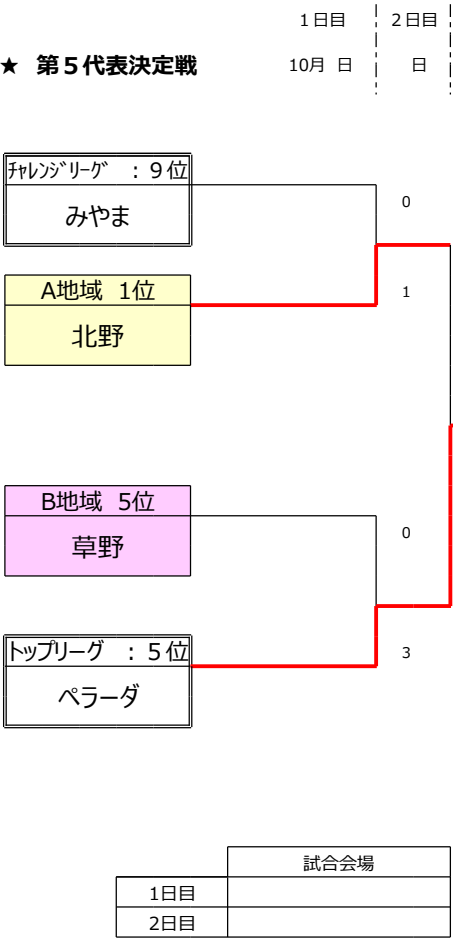 1日目 2日目
★ 第5代表決定戦 10月 日 日
ﾁｬﾚﾝｼﾞﾘｰｸﾞ ：9位
みやま
0
A地域 1位
1
北野
B地域 5位
0
草野
トップリーグ ：5位
3
ペラーダ
試合会場
1日目
2日目